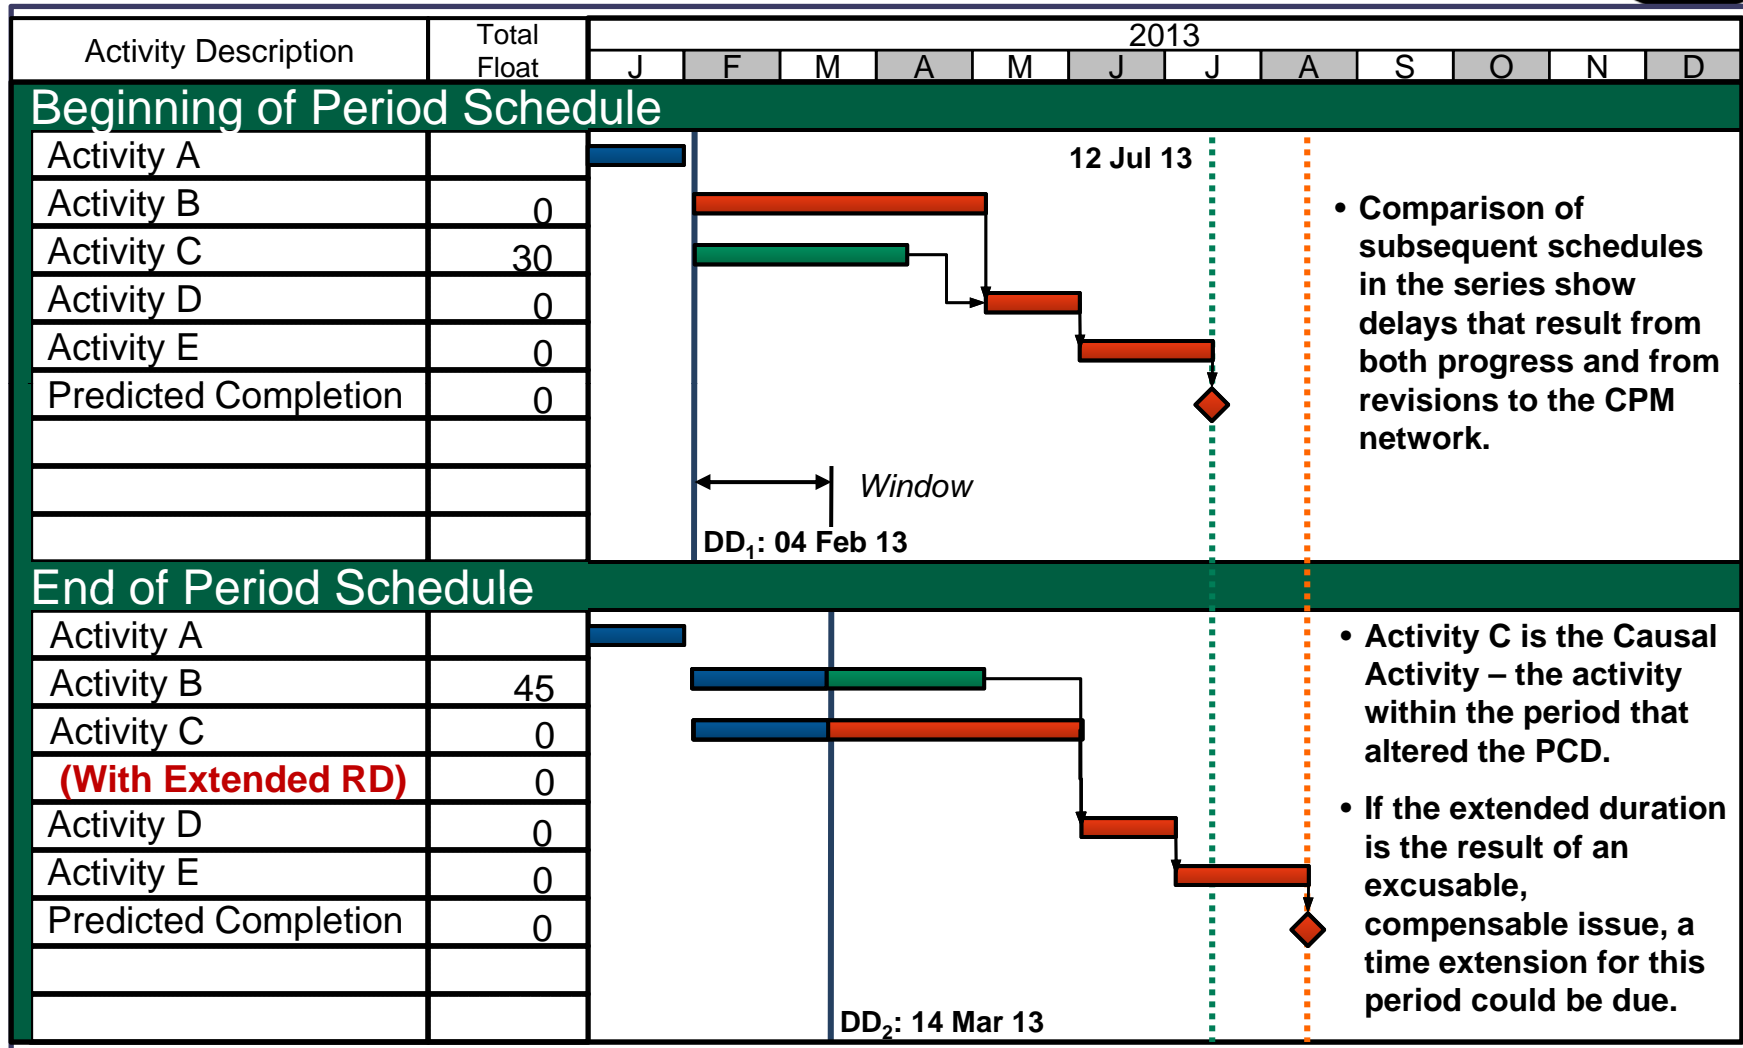 Activity Description
Total
Float
2013
J F M A M J J A S O N D
Beginning of Period Schedule
Activity A
12 Jul 13
Activity B 0
Activity C 30
Activity D 0
Activity E 0
Predicted Completion 0
• Comparison of
subsequent schedules
in the series show
delays that result from
both progress and from
revisions to the CPM
network.
Window
DD1: 04 Feb 13
End of Period Schedule
Activity A
Activity B 45
Activity C 0
(With Extended RD) 0
Activity D 0
Activity E 0
Predicted Completion 0
• Activity C is the Causal
Activity – the activity
within the period that
altered the PCD.
• If the extended duration
is the result of an
excusable,
compensable issue, a
time extension for this
period could be due.
DD2: 14 Mar 13